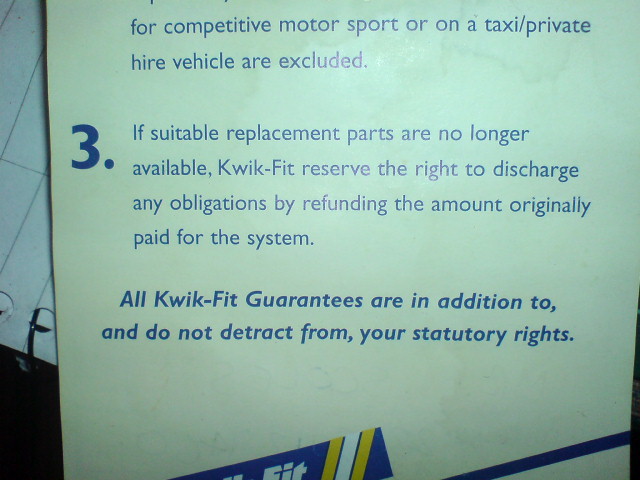 for competitive motor sport or on a taxi/private
hire vehicle are excluded.
3. If suitable replacement parts are no longer
available, Kwik-Fit reserve the right to discharge
any obligations by refunding the amount originally
paid for the system.
All Kwik-Fit Guarantees are in addition to,
and do not detract from, your statutory rights.
Fit